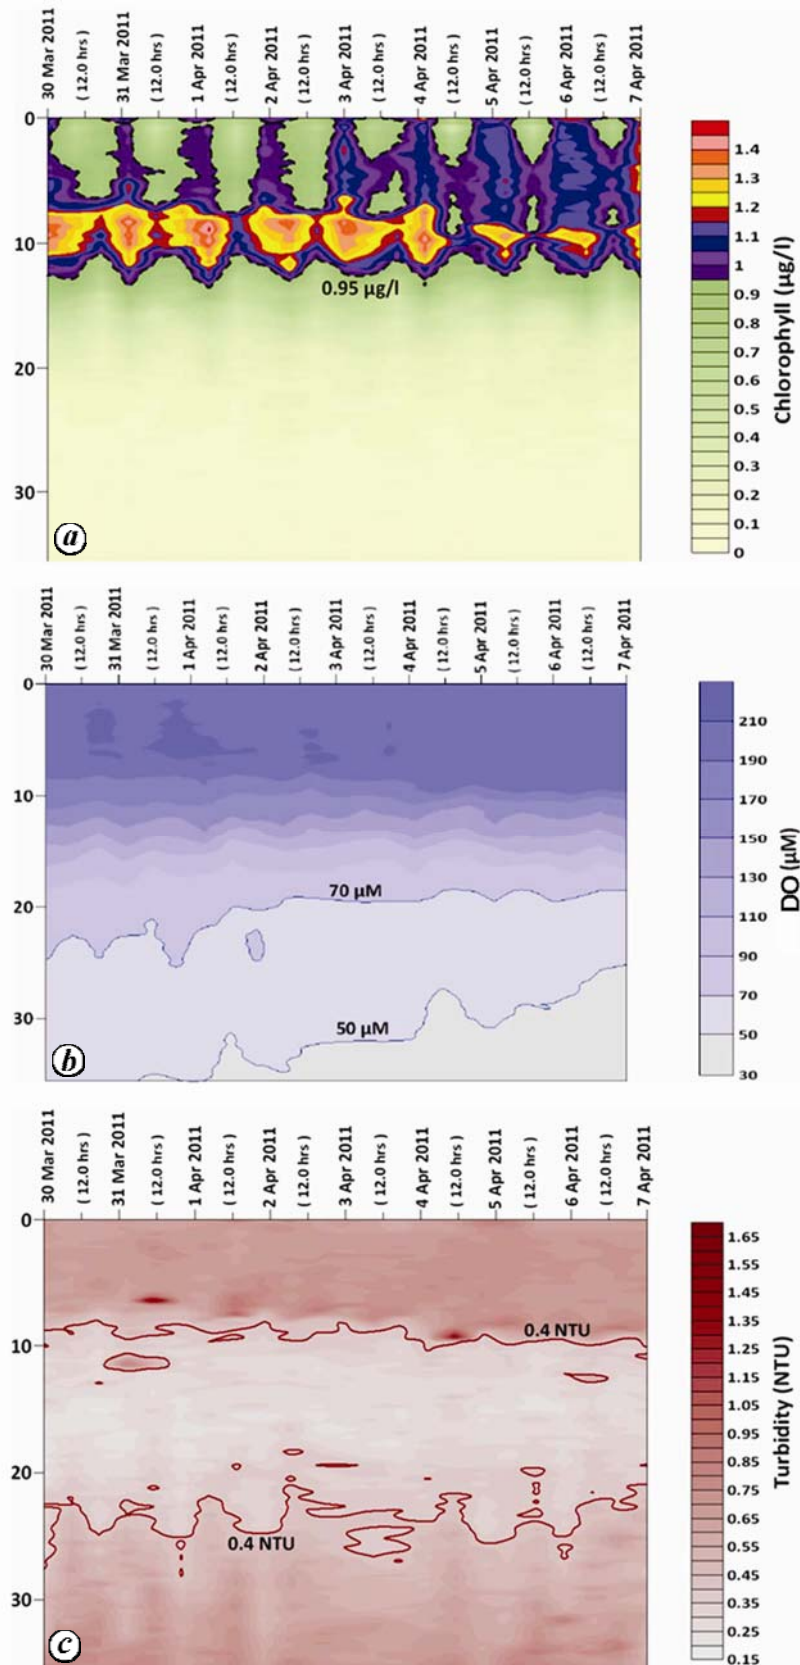 30 Mar 2011
( 12.0 hrs )
31 Mar 2011
( 12.0 hrs )
1 Apr 2011
( 12.0 hrs )
2 Apr 2011
( 12.0 hrs )
3 Apr 2011
( 12.0 hrs )
4 Apr 2011
( 12.0 hrs )
5 Apr 2011
( 12.0 hrs )
6 Apr 2011
( 12.0 hrs )
7 Apr 2011
0
10
20
30
0.95 µg/l
a
1.4
1.3
1.2
1.1
1
0.9
0.8
0.7
0.6
0.5
0.4
0.3
0.2
0.1
0
Chlorophyll (µg/l)
30 Mar 2011
( 12.0 hrs )
31 Mar 2011
( 12.0 hrs )
1 Apr 2011
( 12.0 hrs )
2 Apr 2011
( 12.0 hrs )
3 Apr 2011
( 12.0 hrs )
4 Apr 2011
( 12.0 hrs )
5 Apr 2011
( 12.0 hrs )
6 Apr 2011
( 12.0 hrs )
7 Apr 2011
0
10
20
30
70 µM
50 µM
b
210
190
170
150
130
110
90
70
50
30
DO (µM)
30 Mar 2011
( 12.0 hrs )
31 Mar 2011
( 12.0 hrs )
1 Apr 2011
( 12.0 hrs )
2 Apr 2011
( 12.0 hrs )
3 Apr 2011
( 12.0 hrs )
4 Apr 2011
( 12.0 hrs )
5 Apr 2011
( 12.0 hrs )
6 Apr 2011
( 12.0 hrs )
7 Apr 2011
0
10
20
30
0.4 NTU
0.4 NTU
c
1.65
1.55
1.45
1.35
1.25
1.15
1.05
0.95
0.85
0.75
0.65
0.55
0.45
0.35
0.25
0.15
Turbidity (NTU)